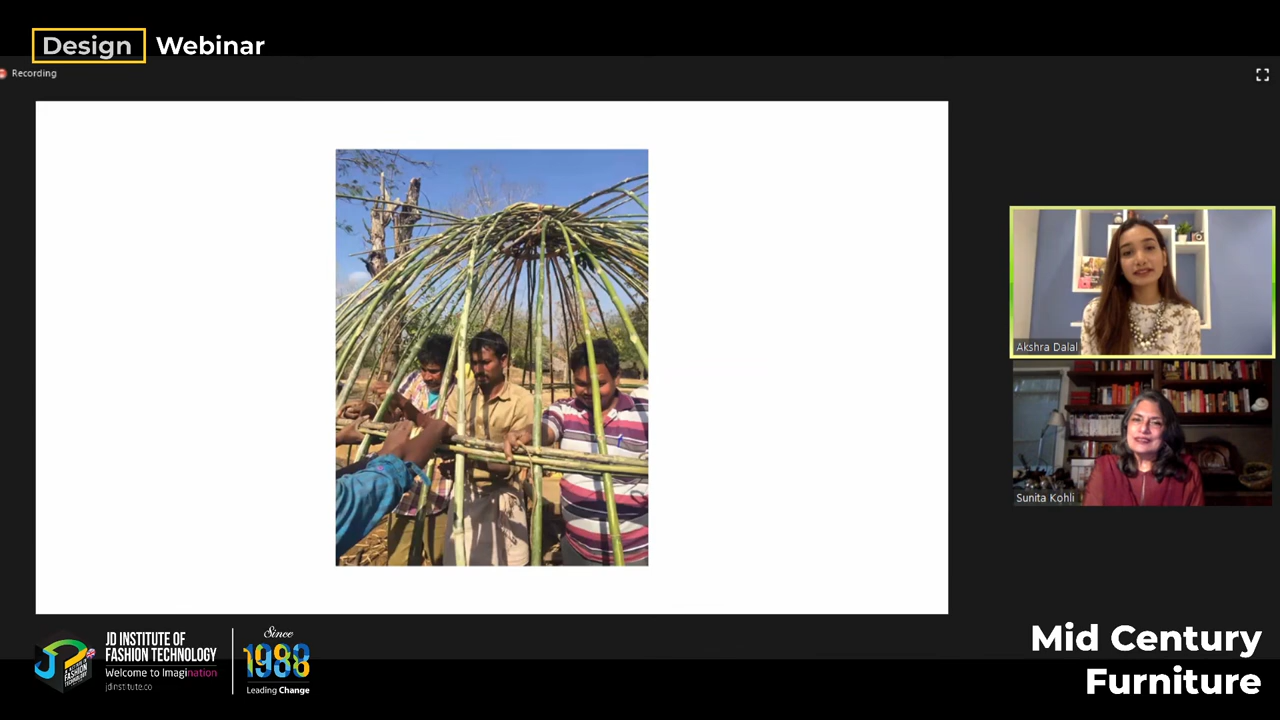 Design Webinar
Recording
Akshra Dalal
Sunita Kohli
JD INSTITUTE OF
FASHION TECHNOLOGY
Welcome to Imagination
jdinstitute.co
Since
1988
Leading Change
Mid Century
Furniture